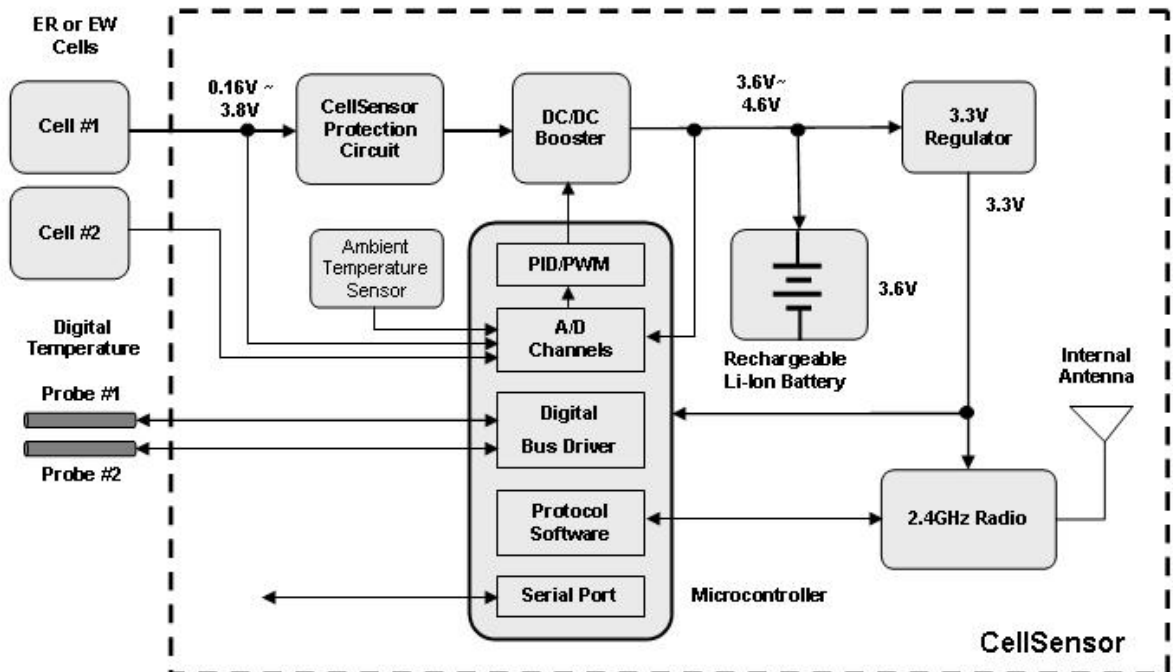 ER or EW
Cells
Cell #1
Cell #2
0.16V ~
3.8V
CellSensor
Protection
Circuit
DC/DC
Booster
3.6V~
4.6V
3.3V
Regulator
3.3V
Ambient
Temperature
Sensor
PID/PWM
A/D
Channels
3.6V
Rechargeable
Li-Ion Battery
Digital
Temperature
Probe #1
Probe #2
Digital
Bus Driver
Internal
Antenna
Protocol
Software
2.4GHz Radio
Serial Port
Microcontroller
CellSensor